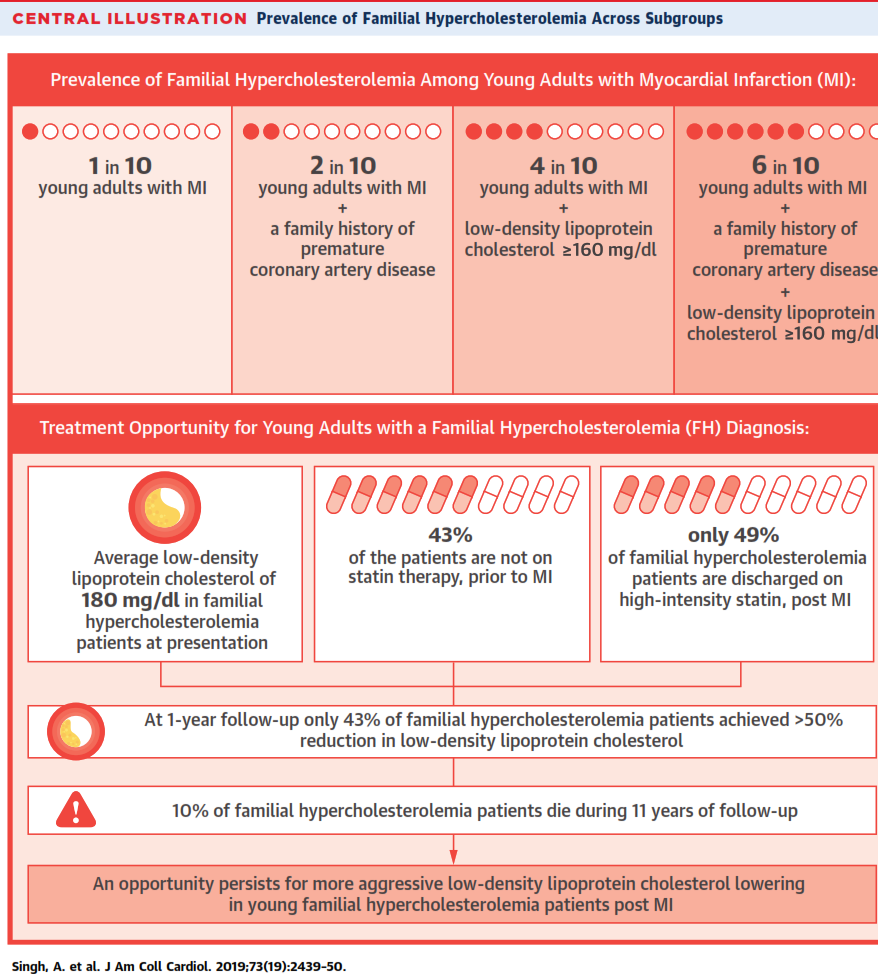 CENTRAL ILLUSTRATION Prevalence of Familial Hypercholesterolemia Across Subgroups
Prevalence of Familial Hypercholesterolemia Among Young Adults with Myocardial Infarction (MI):
1 in 10
young adults with MI
2 in 10
young adults with MI
+
a family history of
premature
coronary artery disease
4 in 10
young adults with MI
+
low-density lipoprotein
cholesterol ≥160 mg/dl
6 in 10
young adults with MI
+
a family history of
premature
coronary artery disease
+
low-density lipoprotein
cholesterol ≥160 mg/dl
Treatment Opportunity for Young Adults with a Familial Hypercholesterolemia (FH) Diagnosis:
Average low-density
lipoprotein cholesterol of
180 mg/dl in familial
hypercholesterolemia
patients at presentation
43%
of the patients are not on
statin therapy, prior to MI
only 49%
of familial hypercholesterolemia
patients are discharged on
high-intensity statin, post MI
At 1-year follow-up only 43% of familial hypercholesterolemia patients achieved >50%
reduction in low-density lipoprotein cholesterol
!
10% of familial hypercholesterolemia patients die during 11 years of follow-up
An opportunity persists for more aggressive low-density lipoprotein cholesterol lowering
in young familial hypercholesterolemia patients post MI
Singh, A. et al. J Am Coll Cardiol. 2019;73(19):2439-50.